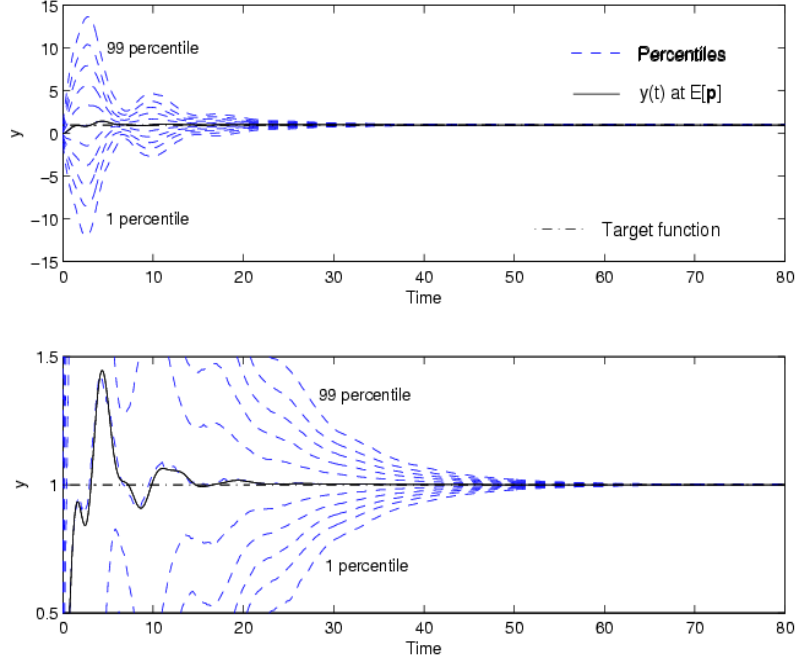 15
10
5
0
−5
−10
−15
y
99 percentile
1 percentile
Percentiles
y(t) at E[p]
Target function
0 10 20 30 40 50 60 70 80
Time
1.5
1
0.5
y
99 percentile
1 percentile
0 10 20 30 40 50 60 70 80
Time